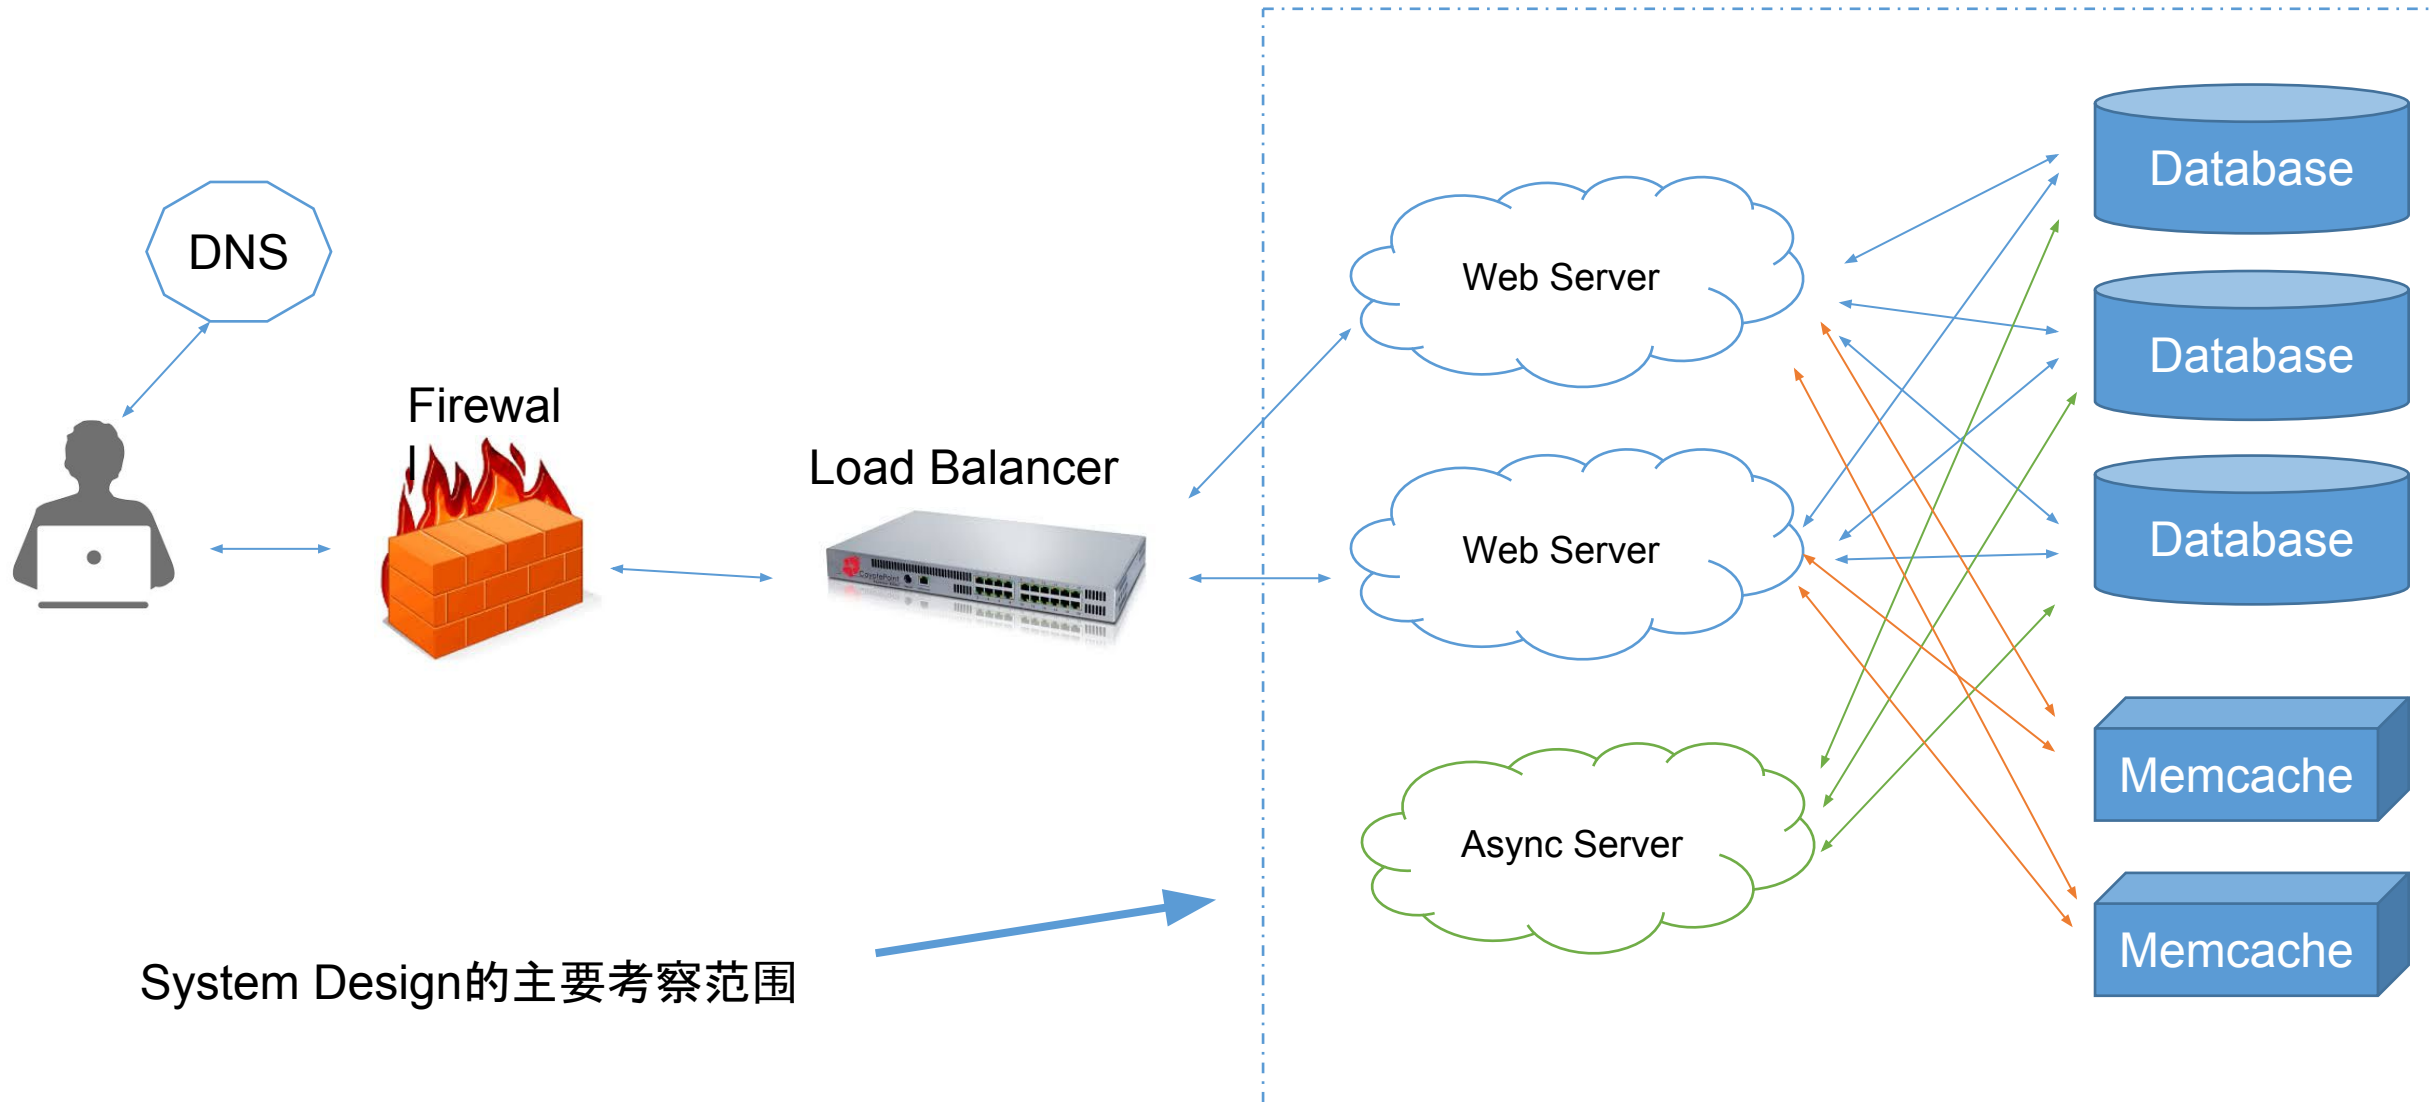 DNS
Firewal
l
Load Balancer
CoyotePoint
Web Server
Web Server
Async Server
Database
Database
Database
Memcache
Memcache
System Design的主要考察范围